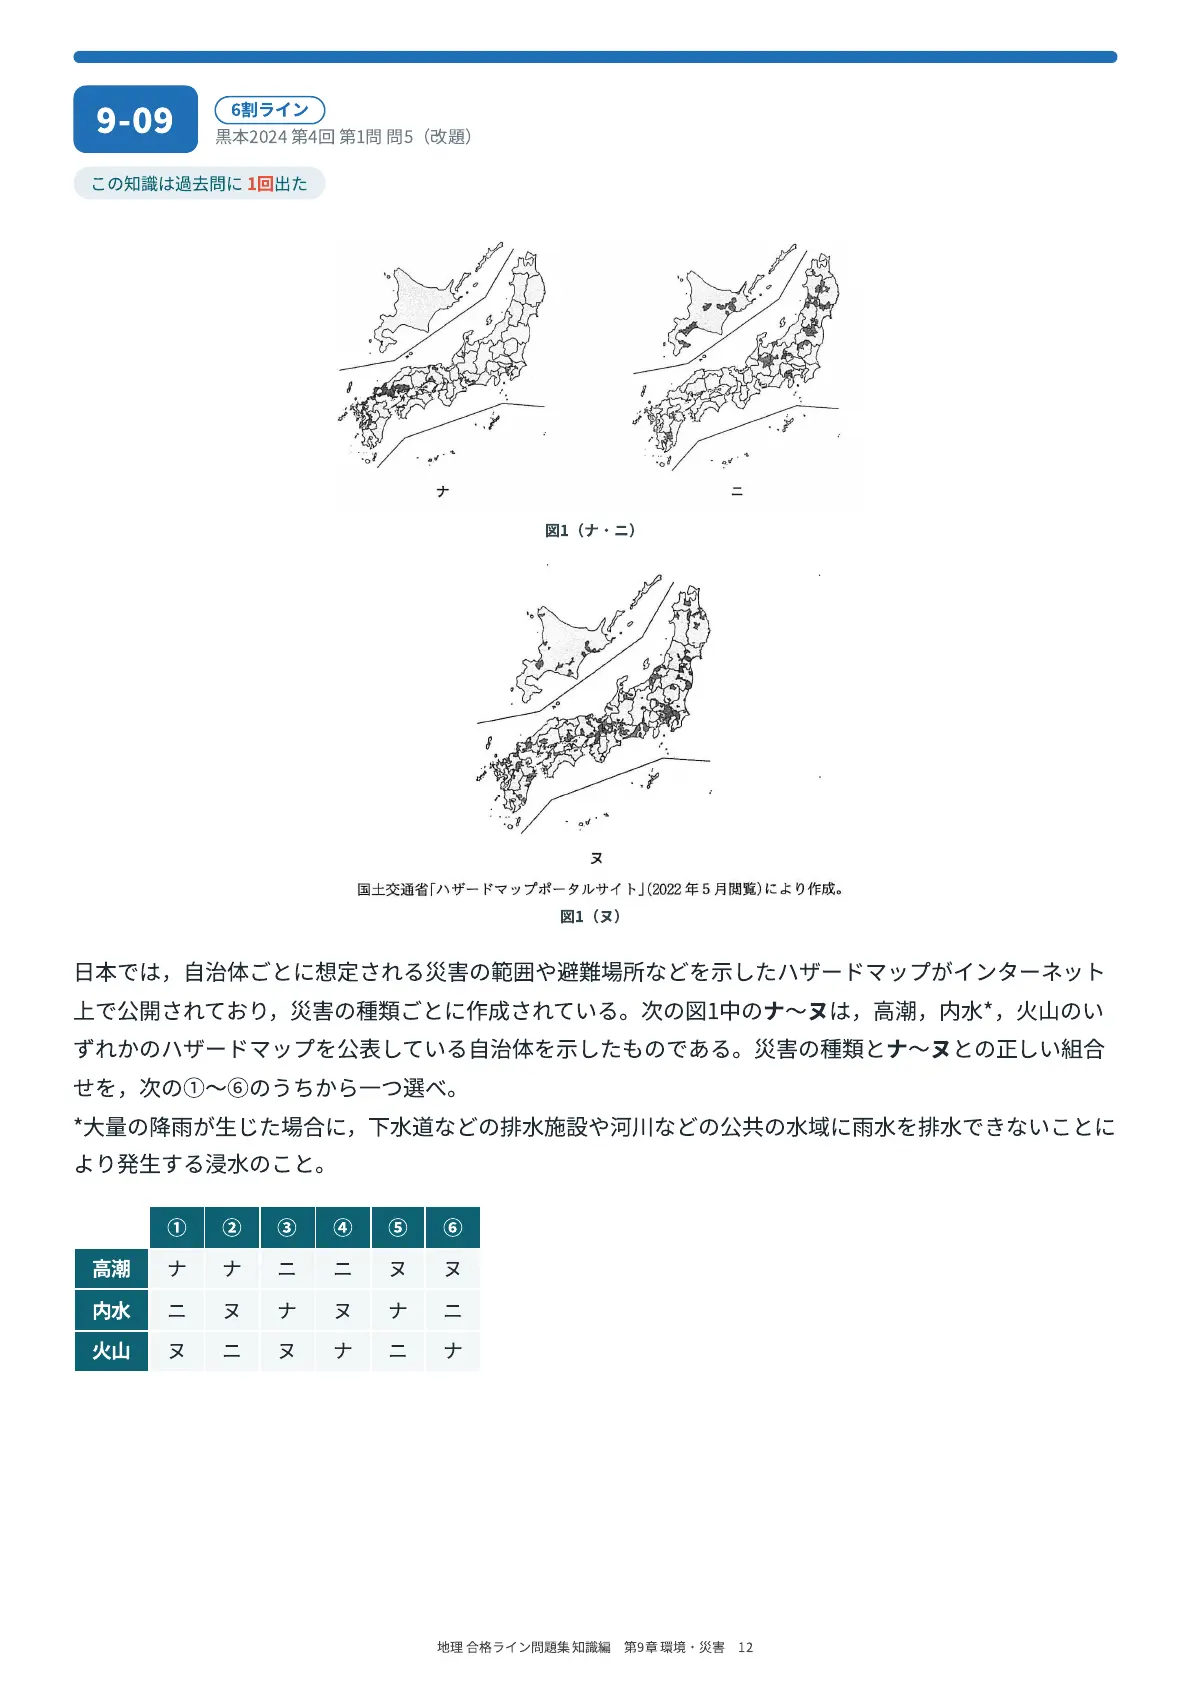 9-09
6割ライン
黒本2024 第4回 第1問 問5（改題）
この知識は過去問に 1回出た
ナ
ニ
図1（ナ・ニ）
ヌ
国土交通省「ハザードマップポータルサイト」（2022 年 5 月閲覧）により作成。
図1（ヌ）
日本では，自治体ごとに想定される災害の範囲や避難場所などを示したハザードマップがインターネット
上で公開されており，災害の種類ごとに作成されている。次の図1中のナ～ヌは，高潮，内水*，火山のい
ずれかのハザードマップを公表している自治体を示したものである。災害の種類とナ～ヌとの正しい組合
せを，次の①～⑥のうちから一つ選べ。
*大量の降雨が生じた場合に，下水道などの排水施設や河川などの公共の水域に雨水を排水できないことに
より発生する浸水のこと。
① ② ③ ④ ⑤ ⑥
高潮 ナ ナ ニ ニ ヌ ヌ
内水 ニ ヌ ナ ヌ ナ ニ
火山 ヌ ニ ヌ ナ ニ ナ
地理 合格ライン問題集 知識編　第9章 環境・災害　12